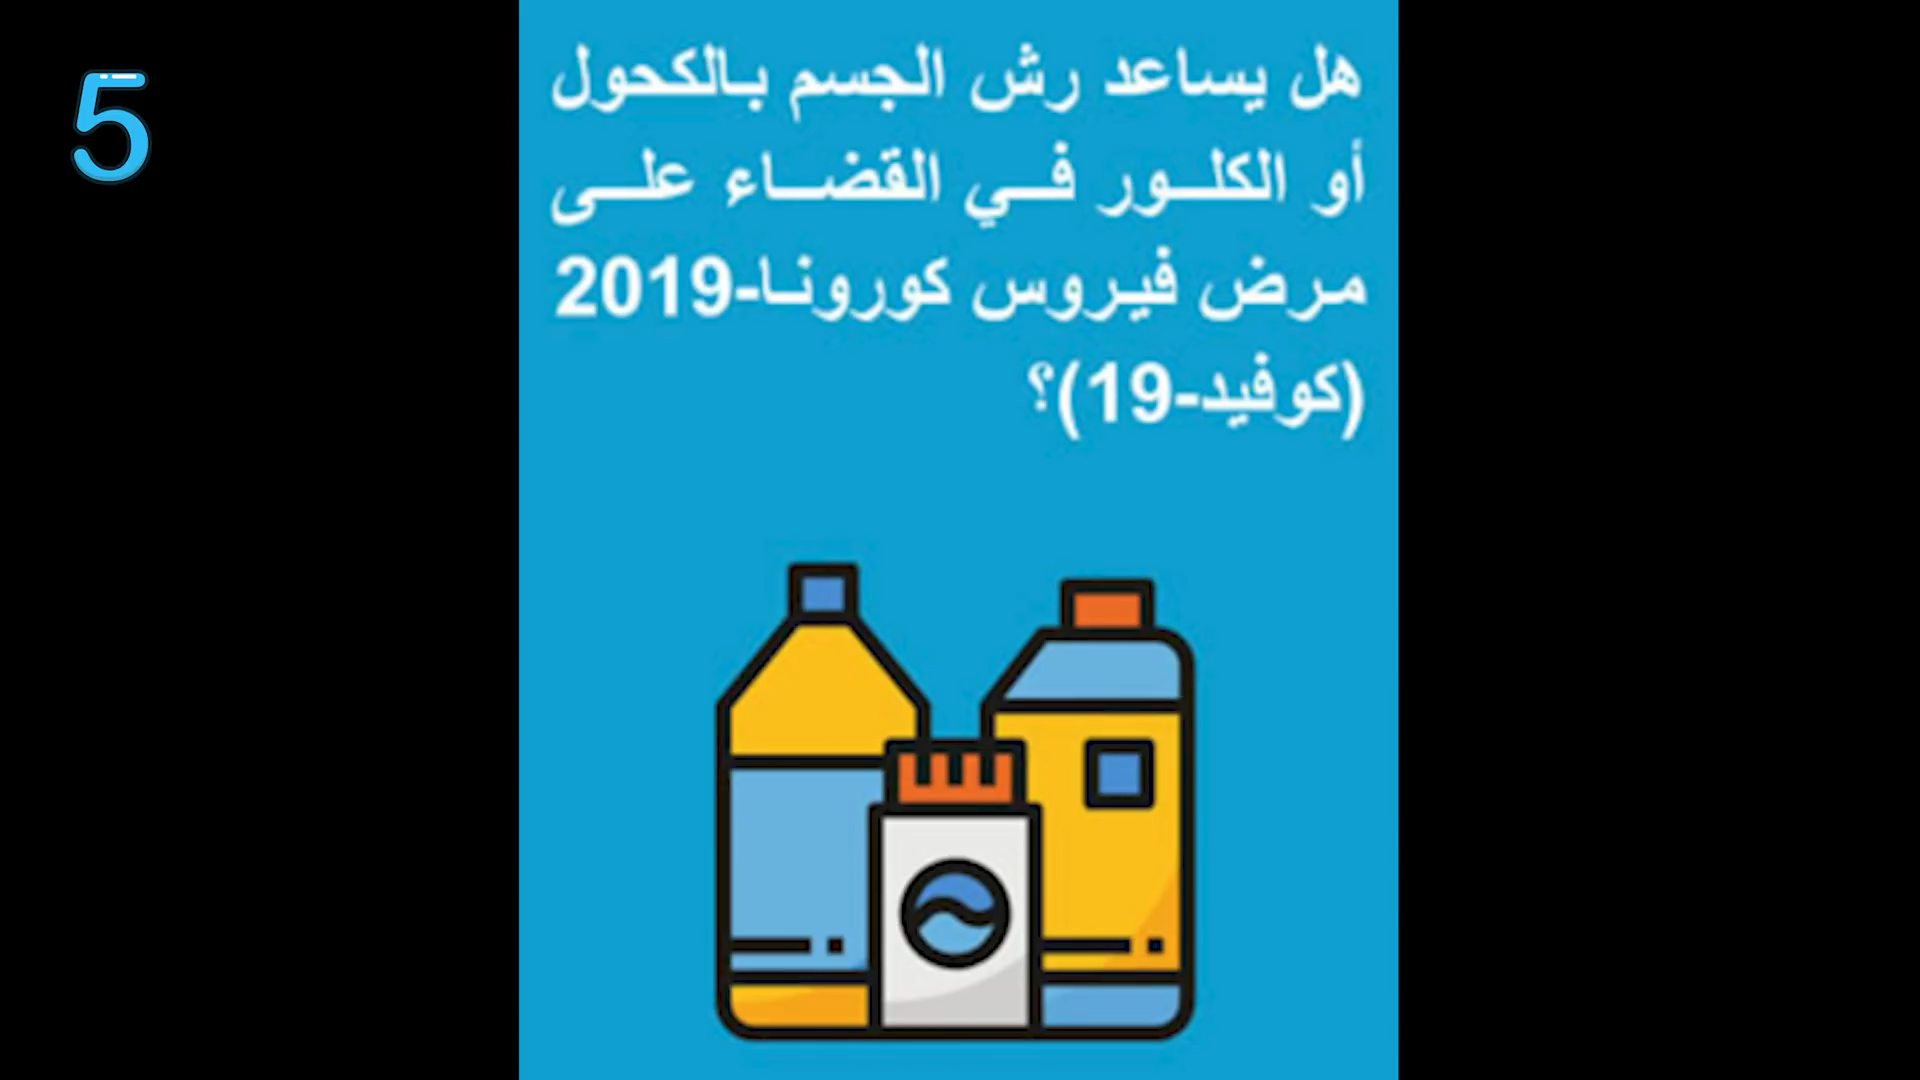 5
هل يساعد رش الجسم بالكحول
أو الكلور في القضاء على
مرض فيروس كورونا-2019
(كوفيد-19)؟